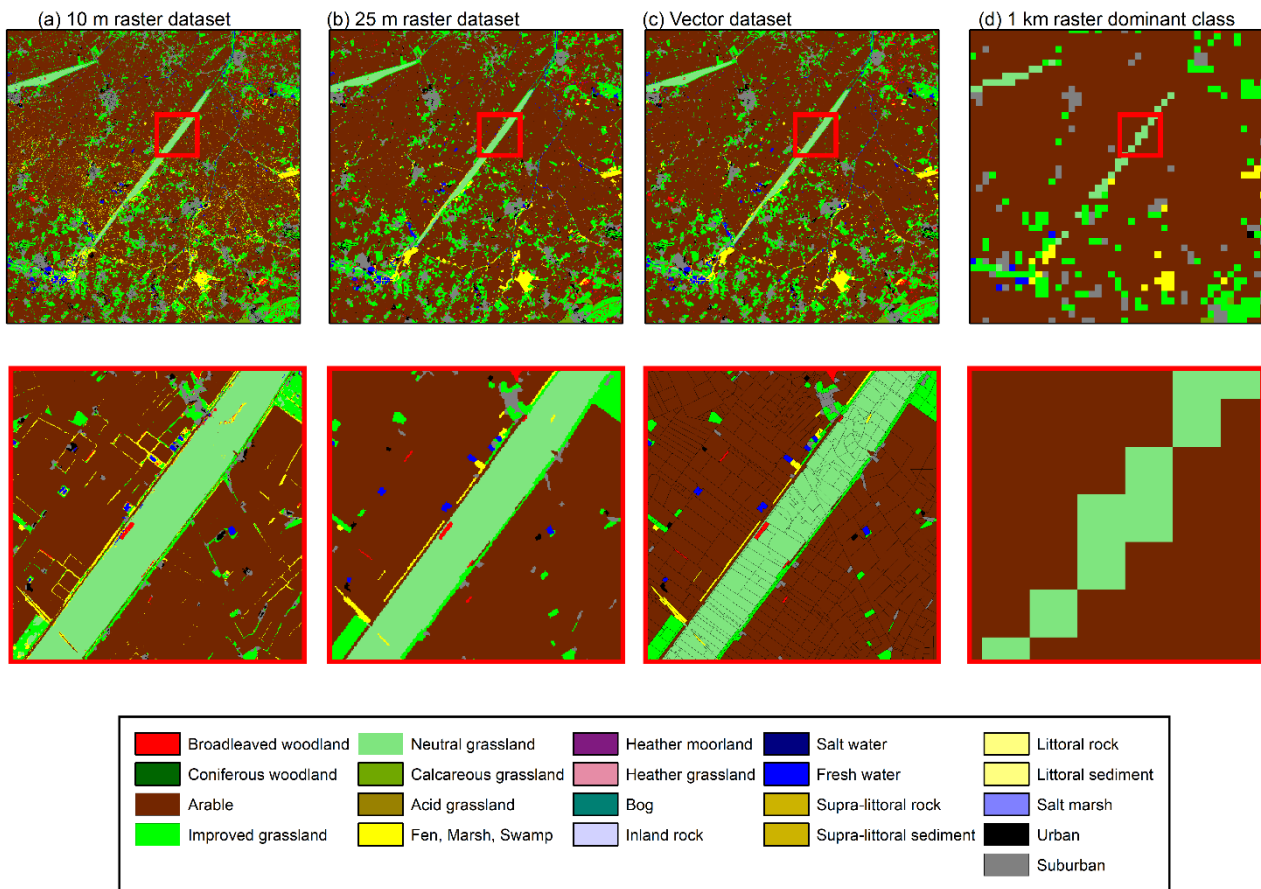 (a) 10 m raster dataset
(b) 25 m raster dataset
(c) Vector dataset
(d) 1 km raster dominant class
Broadleaved woodland
Neutral grassland
Heather moorland
Salt water
Littoral rock
Coniferous woodland
Calcareous grassland
Heather grassland
Fresh water
Littoral sediment
Arable
Acid grassland
Bog
Supra-littoral rock
Salt marsh
Improved grassland
Fen, Marsh, Swamp
Inland rock
Supra-littoral sediment
Urban
Suburban